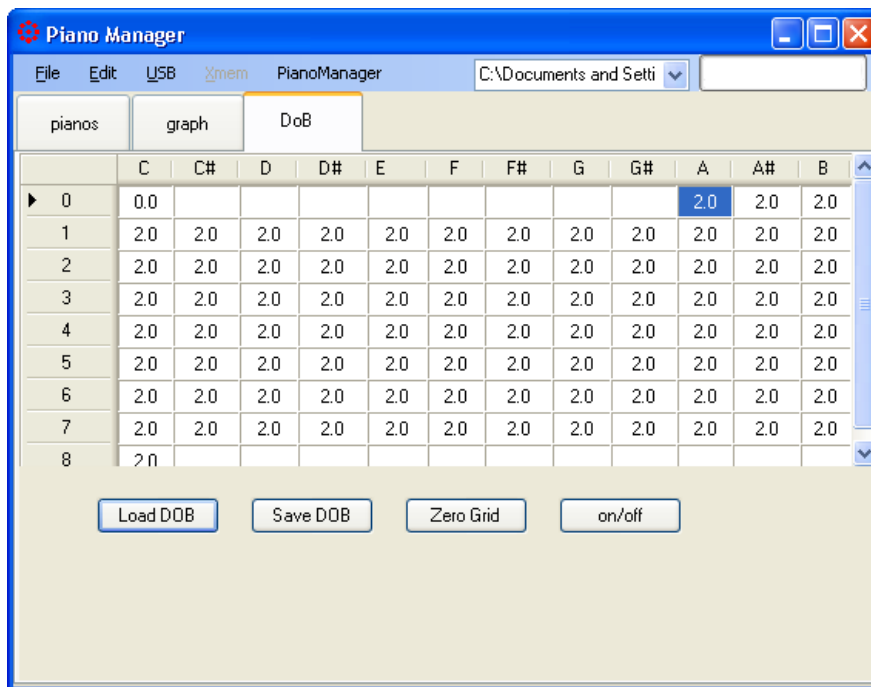 Piano Manager
File Edit USB Xmem PianoManager C:\Documents and Setti
pianos graph DoB
C C# D D# E F F# G G# A A# B
0 0.0 2.0 2.0 2.0
1 2.0 2.0 2.0 2.0 2.0 2.0 2.0 2.0 2.0 2.0 2.0 2.0
2 2.0 2.0 2.0 2.0 2.0 2.0 2.0 2.0 2.0 2.0 2.0 2.0
3 2.0 2.0 2.0 2.0 2.0 2.0 2.0 2.0 2.0 2.0 2.0 2.0
4 2.0 2.0 2.0 2.0 2.0 2.0 2.0 2.0 2.0 2.0 2.0 2.0
5 2.0 2.0 2.0 2.0 2.0 2.0 2.0 2.0 2.0 2.0 2.0 2.0
6 2.0 2.0 2.0 2.0 2.0 2.0 2.0 2.0 2.0 2.0 2.0 2.0
7 2.0 2.0 2.0 2.0 2.0 2.0 2.0 2.0 2.0 2.0 2.0 2.0
8 2.0
Load DOB Save DOB Zero Grid on/off